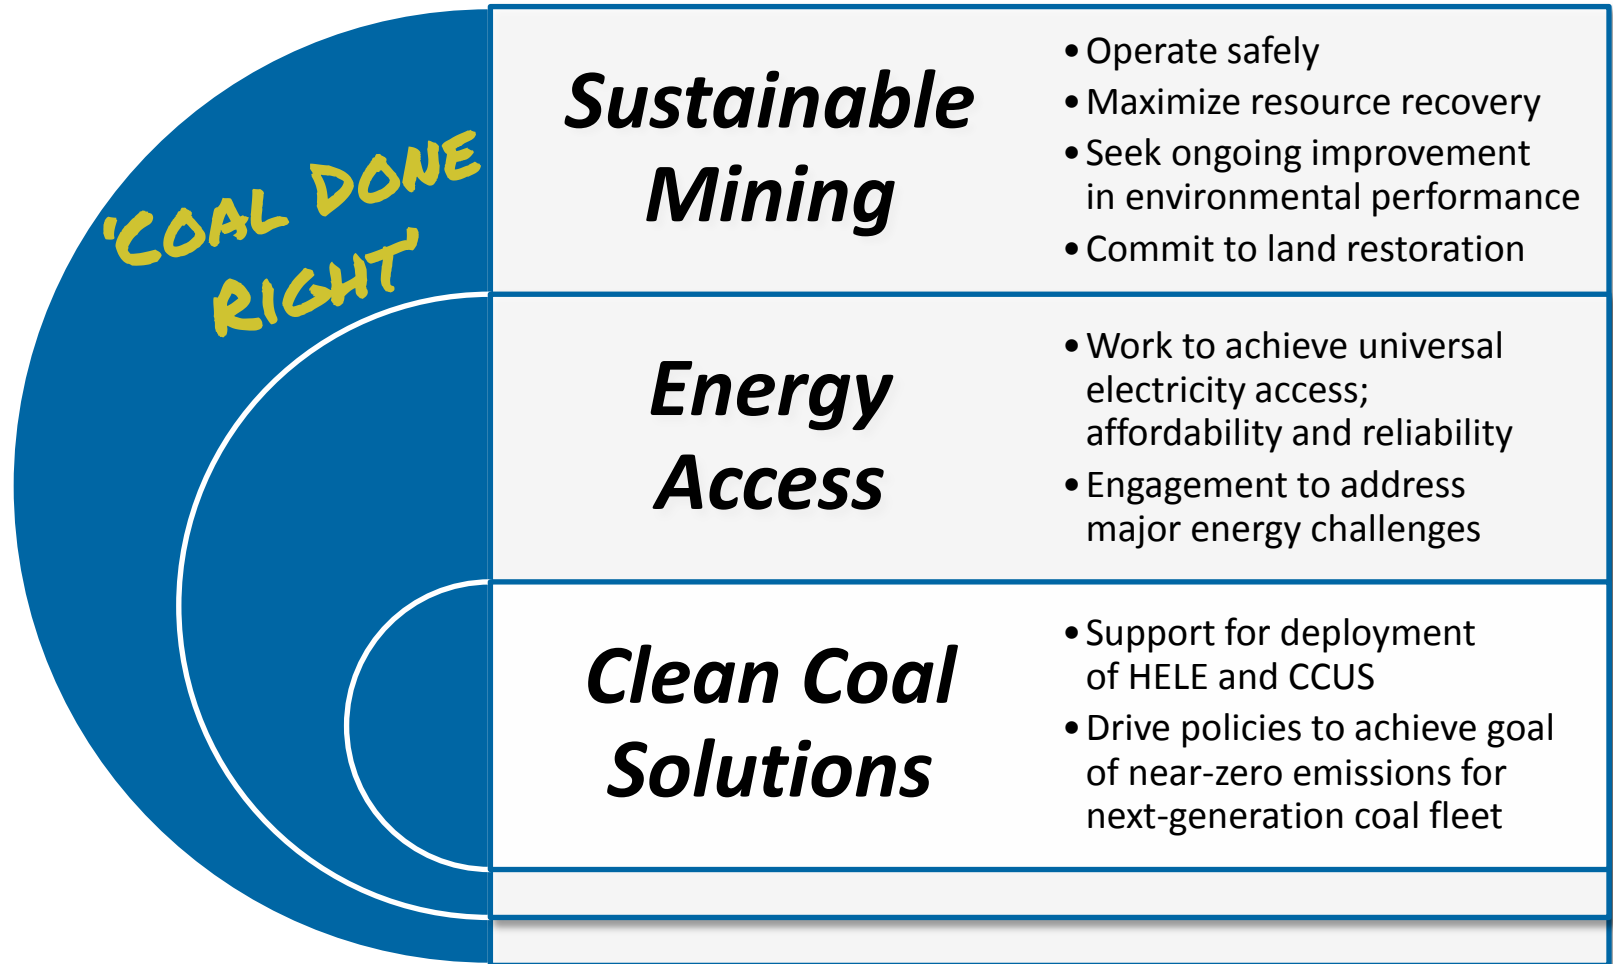 'COAL DONE
RIGHT'
Sustainable
Mining
• Operate safely
• Maximize resource recovery
• Seek ongoing improvement
in environmental performance
• Commit to land restoration
Energy
Access
• Work to achieve universal
electricity access;
affordability and reliability
• Engagement to address
major energy challenges
Clean Coal
Solutions
• Support for deployment
of HELE and CCUS
• Drive policies to achieve goal
of near-zero emissions for
next-generation coal fleet